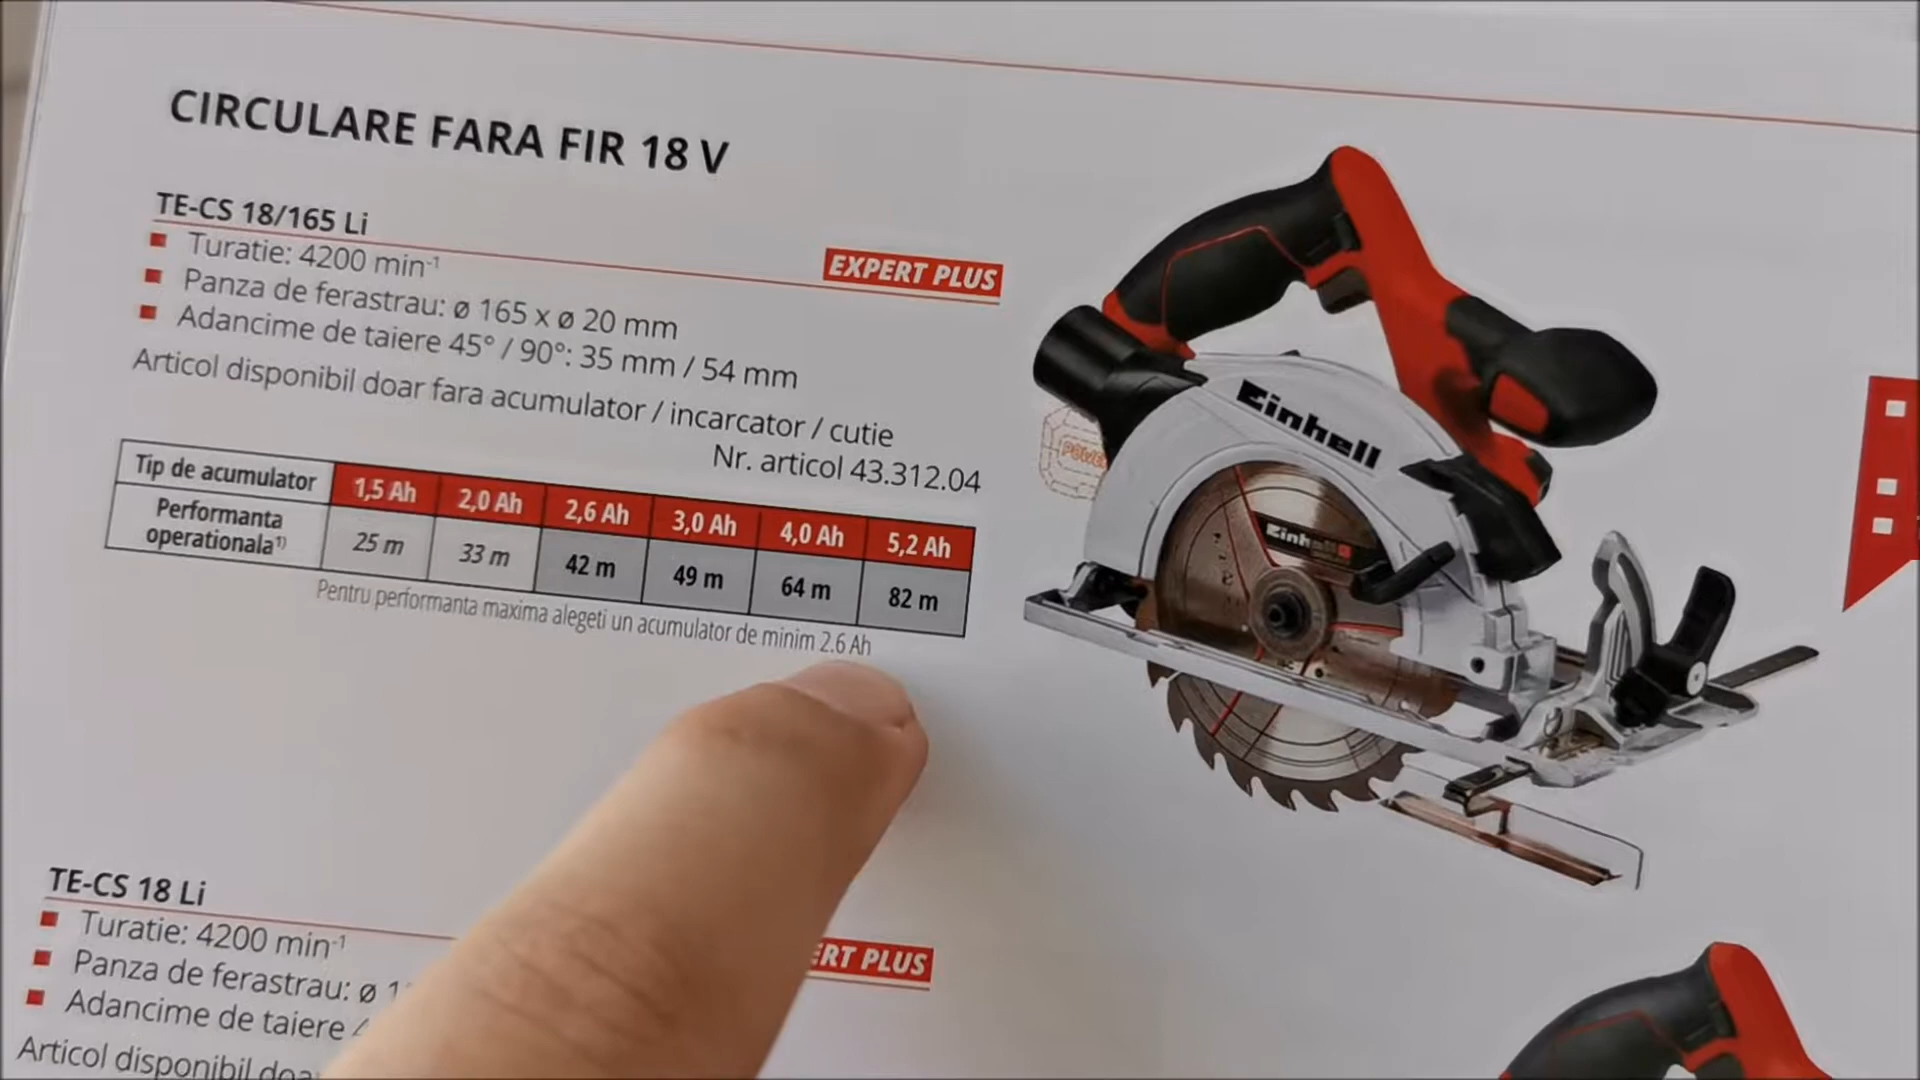 CIRCULARE FARA FIR 18 V
TE-CS 18/165 Li
Turatie: 4200 min⁻¹
EXPERT PLUS
Panza de ferastrau: ø 165 x ø 20 mm
Adancime de taiere 45° / 90°: 35 mm / 54 mm
Articol disponibil doar fara acumulator / incarcator / cutie
Nr. articol 43.312.04
Tip de acumulator 1,5 Ah 2,0 Ah 2,6 Ah 3,0 Ah 4,0 Ah 5,2 Ah
Performanta operationala¹⁾ 25 m 33 m 42 m 49 m 64 m 82 m
Pentru performanta maxima alegeti un acumulator de minim 2.6 Ah
Einhell
Einhell
POWER
TE-CS 18 Li
Turatie: 4200 min⁻¹
PLUS
Panza de ferastrau: ø
Adancime de taiere
Articol disponibil